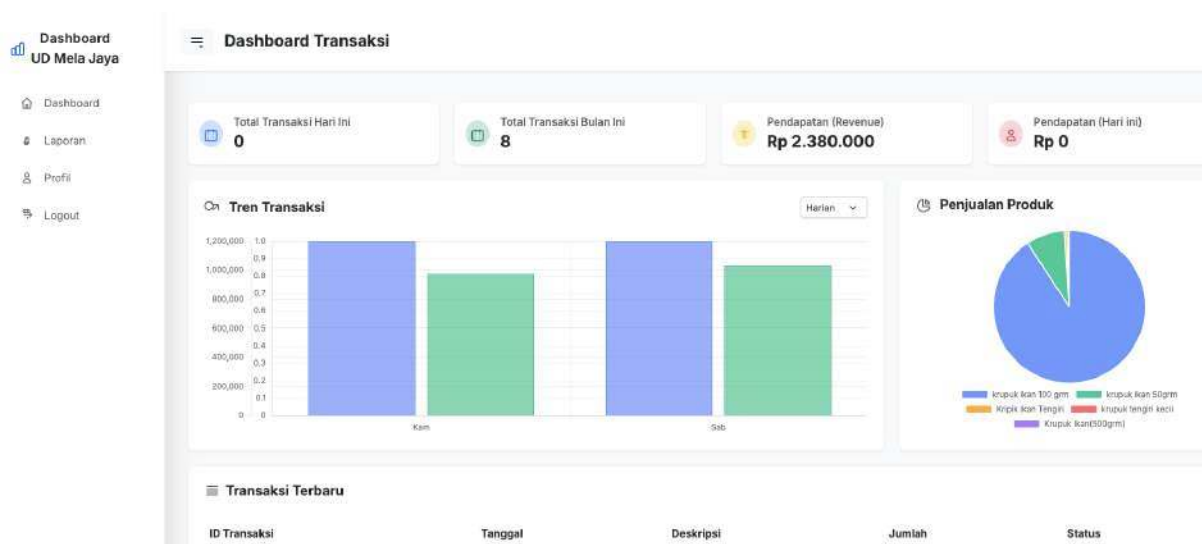 Dashboard
UD Mela Jaya
Dashboard
Laporan
Profil
Logout
Dashboard Transaksi
Total Transaksi Hari Ini
0
Total Transaksi Bulan Ini
8
Pendapatan (Revenue)
Rp 2.380.000
Pendapatan (Hari ini)
Rp 0
Tren Transaksi
Harian
1,200,000 1.0
0.9
1,000,000 0.8
0.7
800,000
0.6
600,000 0.5
0.4
400,000
0.3
200,000 0.2
0.1
0 0
Kam Sab
Penjualan Produk
krupuk ikan 100 grm krupuk ikan 50grm
Kripik ikan Tengiri krupuk tengiri kecil
Krupuk Ikan(500grm)
Transaksi Terbaru
ID Transaksi Tanggal Deskripsi Jumlah Status